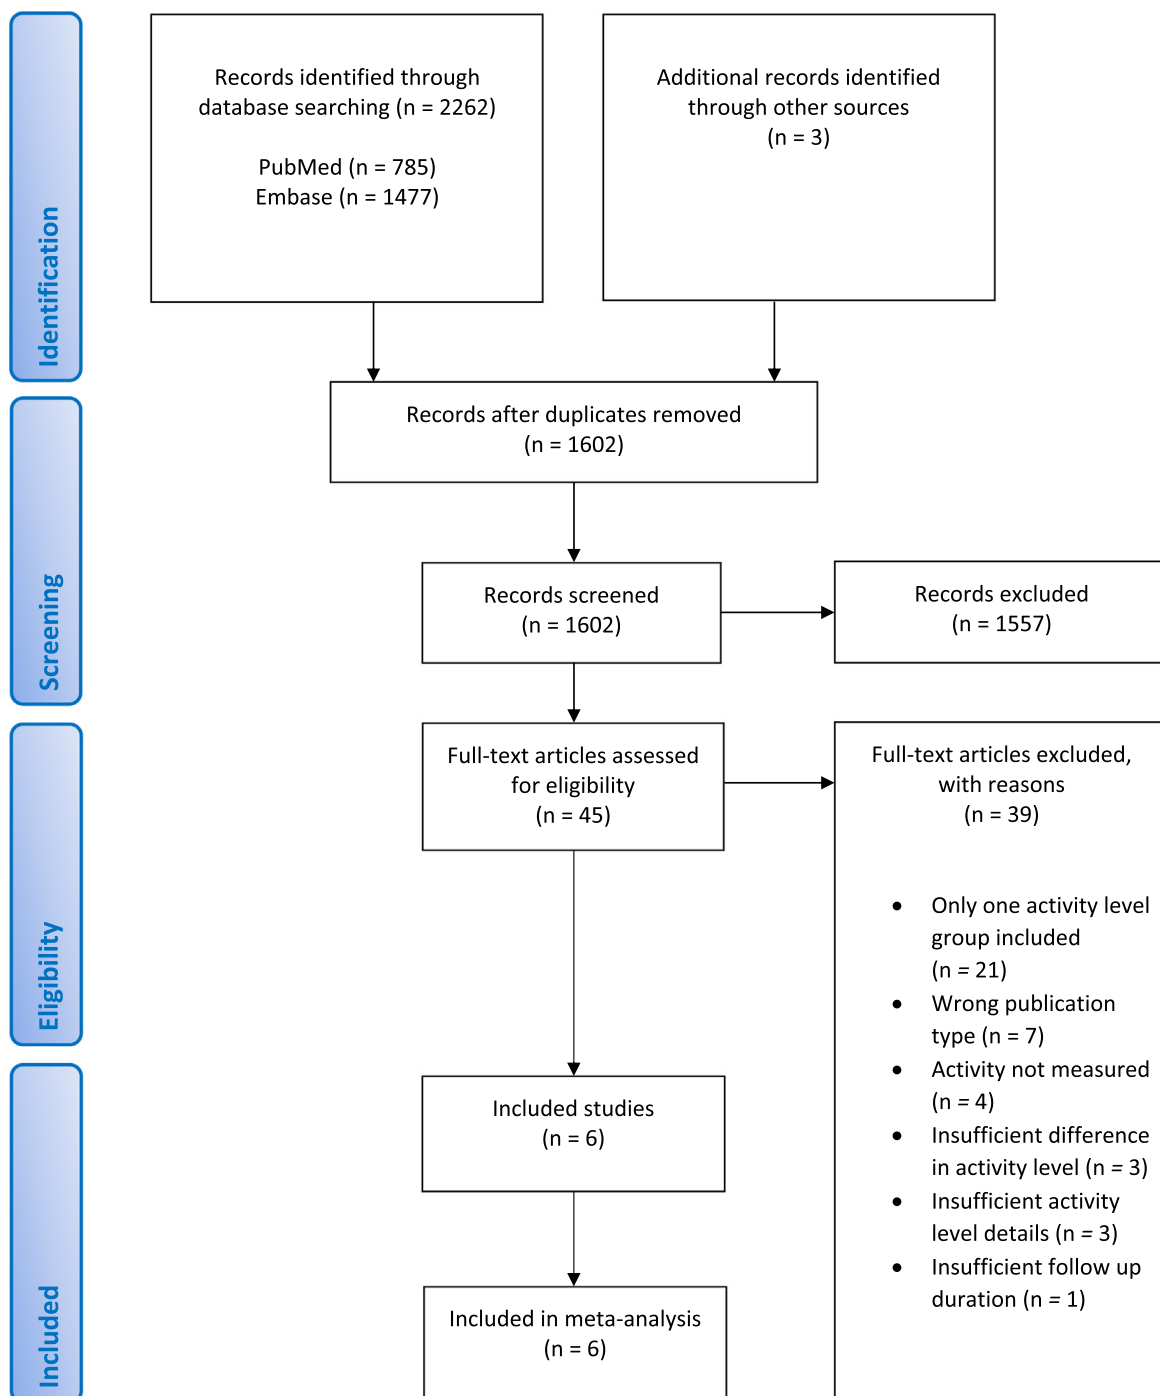 Identification
Records identified through
database searching (n = 2262)
PubMed (n = 785)
Embase (n = 1477)
Additional records identified
through other sources
(n = 3)
Records after duplicates removed
(n = 1602)
Screening
Records screened
(n = 1602)
Records excluded
(n = 1557)
Eligibility
Full-text articles assessed
for eligibility
(n = 45)
Full-text articles excluded,
with reasons
(n = 39)
• Only one activity level
group included
(n = 21)
• Wrong publication
type (n = 7)
• Activity not measured
(n = 4)
• Insufficient difference
in activity level (n = 3)
• Insufficient activity
level details (n = 3)
• Insufficient follow up
duration (n = 1)
Included
Included studies
(n = 6)
Included in meta-analysis
(n = 6)